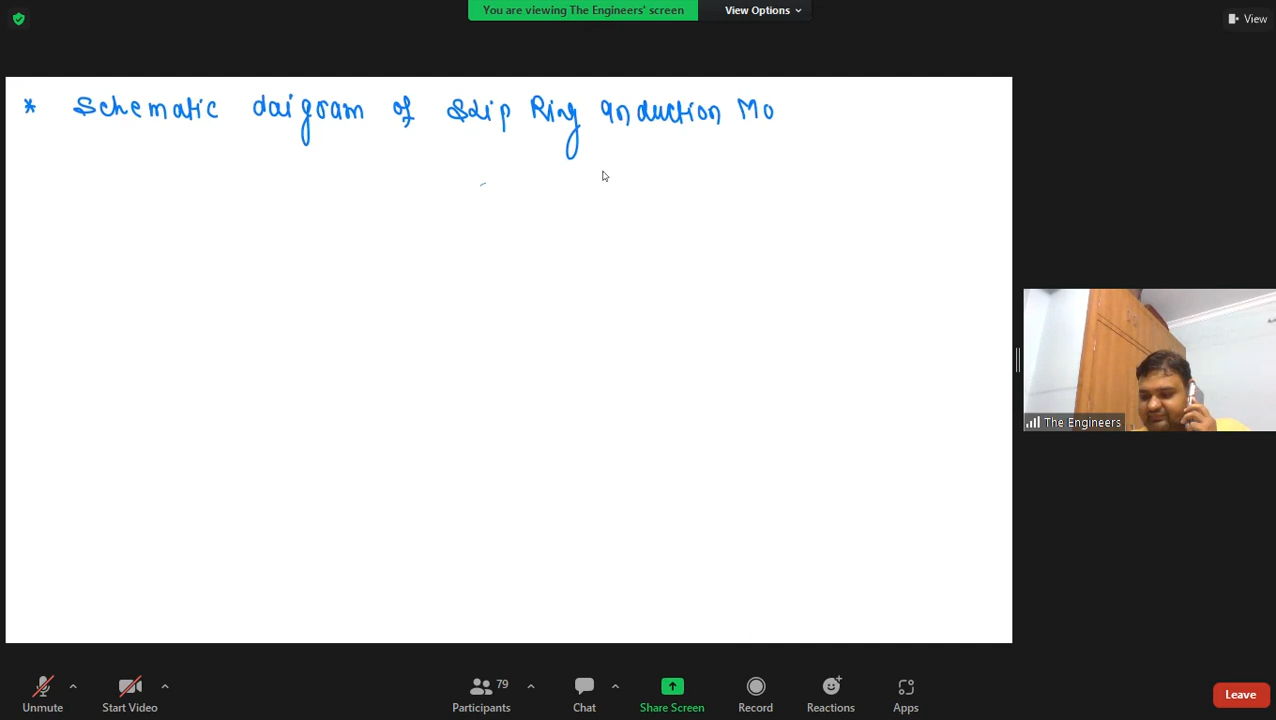 You are viewing The Engineers' screen
View Options
View
* Schematic daigram of Slip Ring Induction Mo
The Engineers
Unmute
Start Video
79
Participants
Chat
Share Screen
Record
Reactions
Apps
Leave